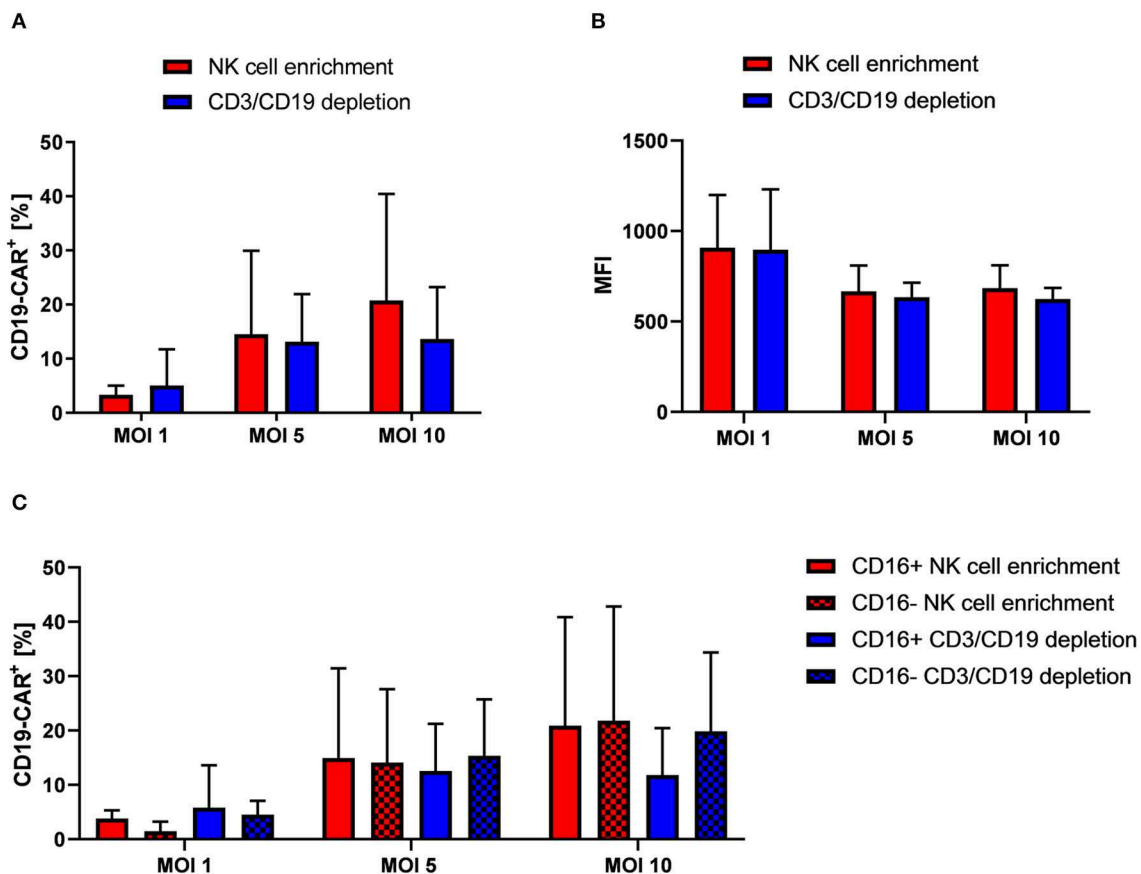 A
NK cell enrichment
CD3/CD19 depletion
50
40
30
20
10
0
CD19-CAR+ [%]
MOI 1 MOI 5 MOI 10
B
NK cell enrichment
CD3/CD19 depletion
1500
1000
500
0
MFI
MOI 1 MOI 5 MOI 10
C
50
40
30
20
10
0
CD19-CAR+ [%]
MOI 1 MOI 5 MOI 10
CD16+ NK cell enrichment
CD16- NK cell enrichment
CD16+ CD3/CD19 depletion
CD16- CD3/CD19 depletion